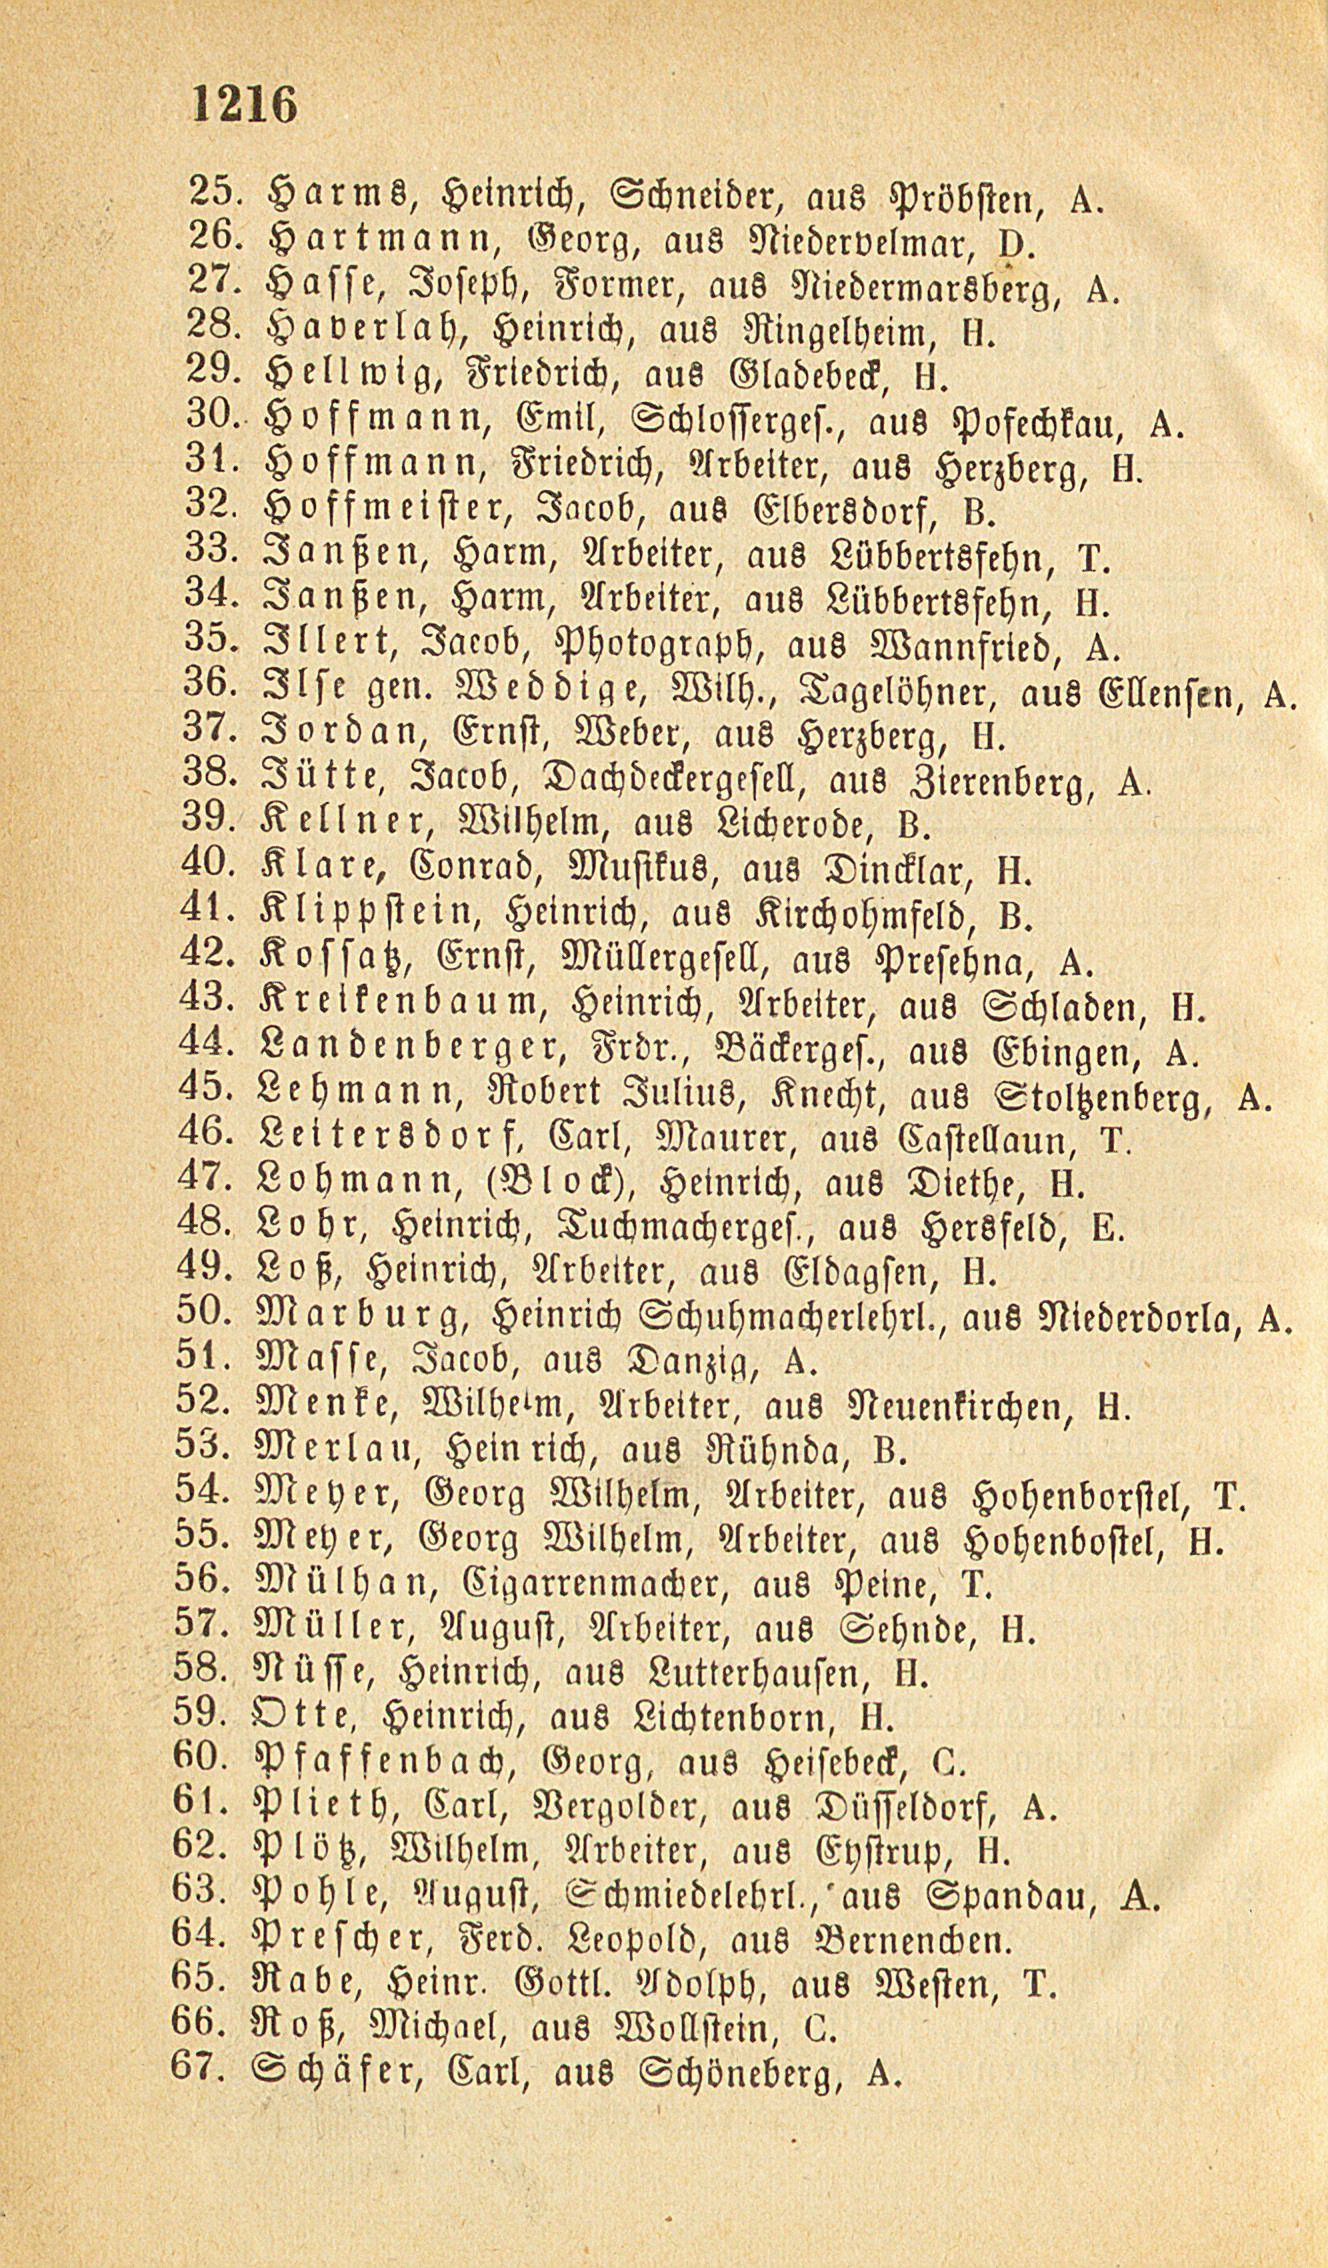 1216
25. Harms, Heinrich, Schneider, aus Pröbsten, A.
26. Hartmann, Georg, aus Niedervelmar, D.
27. Hasse, Joseph, Former, aus Niedermarsberg, A.
28. Haverlah, Heinrich, aus Ringelheim, H.
29. Hellwig, Friedrich, aus Gladebeck, H.
30. Hoffmann, Emil, Schlosserges., aus Pofechkau, A.
31. Hoffmann, Friedrich, Arbeiter, aus Herzberg, H.
32. Hoffmeister, Jacob, aus Elbersdorf, B.
33. Janßen, Harm, Arbeiter, aus Lübbertsfehn, T.
34. Janßen, Harm, Arbeiter, aus Lübbertsfehn, H.
35. Illert, Jacob, Photograph, aus Wannfried, A.
36. Ilse gen. Weddige, Wilh., Tagelöhner, aus Ellensen, A.
37. Jordan, Ernst, Weber, aus Herzberg, H.
38. Jütte, Jacob, Dachdeckergesell, aus Zierenberg, A.
39. Kellner, Wilhelm, aus Licherode, B.
40. Klare, Conrad, Musikus, aus Dincklar, H.
41. Klippstein, Heinrich, aus Kirchohmfeld, B.
42. Kossatz, Ernst, Müllergesell, aus Presehna, A.
43. Kreikenbaum, Heinrich, Arbeiter, aus Schladen, H.
44. Landenberger, Frdr., Bäckerges., aus Ebingen, A.
45. Lehmann, Robert Julius, Knecht, aus Stoltzenberg, A.
46. Leitersdorf, Carl, Maurer, aus Castellaun, T.
47. Lohmann, (Block), Heinrich, aus Diethe, H.
48. Lohr, Heinrich, Tuchmacherges., aus Hersfeld, E.
49. Loß, Heinrich, Arbeiter, aus Eldagsen, H.
50. Marburg, Heinrich Schuhmacherlehrl., aus Niederdorla, A.
51. Masse, Jacob, aus Danzig, A.
52. Menke, Wilhelm, Arbeiter, aus Neuenkirchen, H.
53. Merlau, Heinrich, aus Rühnda, B.
54. Meyer, Georg Wilhelm, Arbeiter, aus Hohenborstel, T.
55. Meyer, Georg Wilhelm, Arbeiter, aus Hohenbostel, H.
56. Mülhan, Cigarrenmacher, aus Peine, T.
57. Müller, August, Arbeiter, aus Sehnde, H.
58. Nüsse, Heinrich, aus Lutterhausen, H.
59. Otte, Heinrich, aus Lichtenborn, H.
60. Pfaffenbach, Georg, aus Heisebeck, C.
61. Plieth, Carl, Vergolder, aus Düsseldorf, A.
62. Plötz, Wilhelm, Arbeiter, aus Eystrup, H.
63. Pohle, August, Schmiedelehrl., aus Spandau, A.
64. Prescher, Ferd. Leopold, aus Bernenchen.
65. Rabe, Heinr. Gottl. Adolph, aus Westen, T.
66. Roß, Michael, aus Wollstein, C.
67. Schäfer, Carl, aus Schöneberg, A.